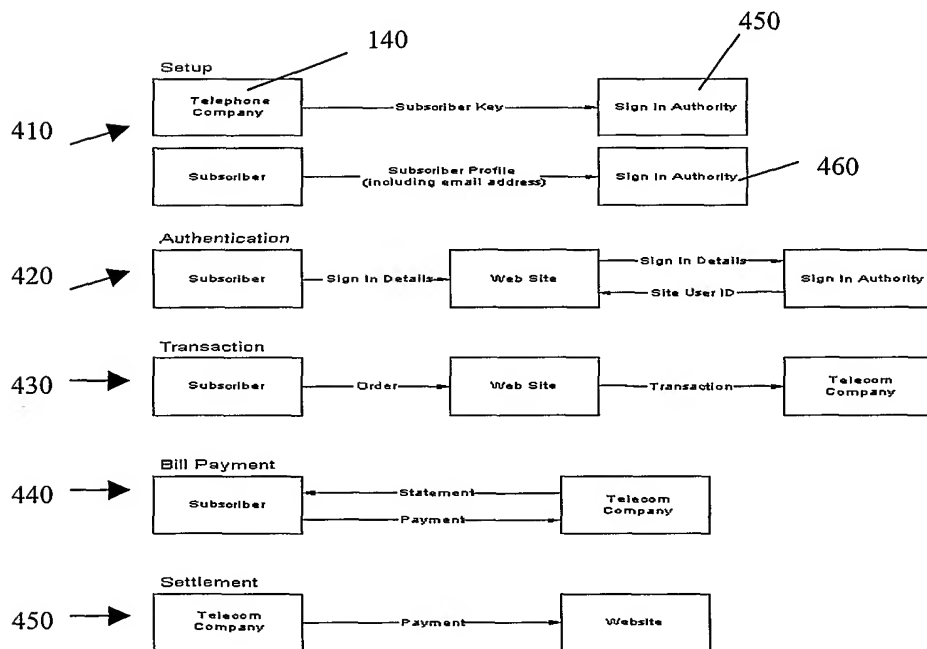 140
450
Setup
Telephone
Company
Subscriber Key
Sign In Authority
410
Subscriber
Subscriber Profile
(including email address)
Sign In Authority
460
Authentication
420
Subscriber
Sign In Details
Web Site
Sign In Details
Site User ID
Sign In Authority
Transaction
430
Subscriber
Order
Web Site
Transaction
Telecom
Company
Bill Payment
440
Subscriber
Statement
Payment
Telecom
Company
Settlement
450
Telecom
Company
Payment
Website